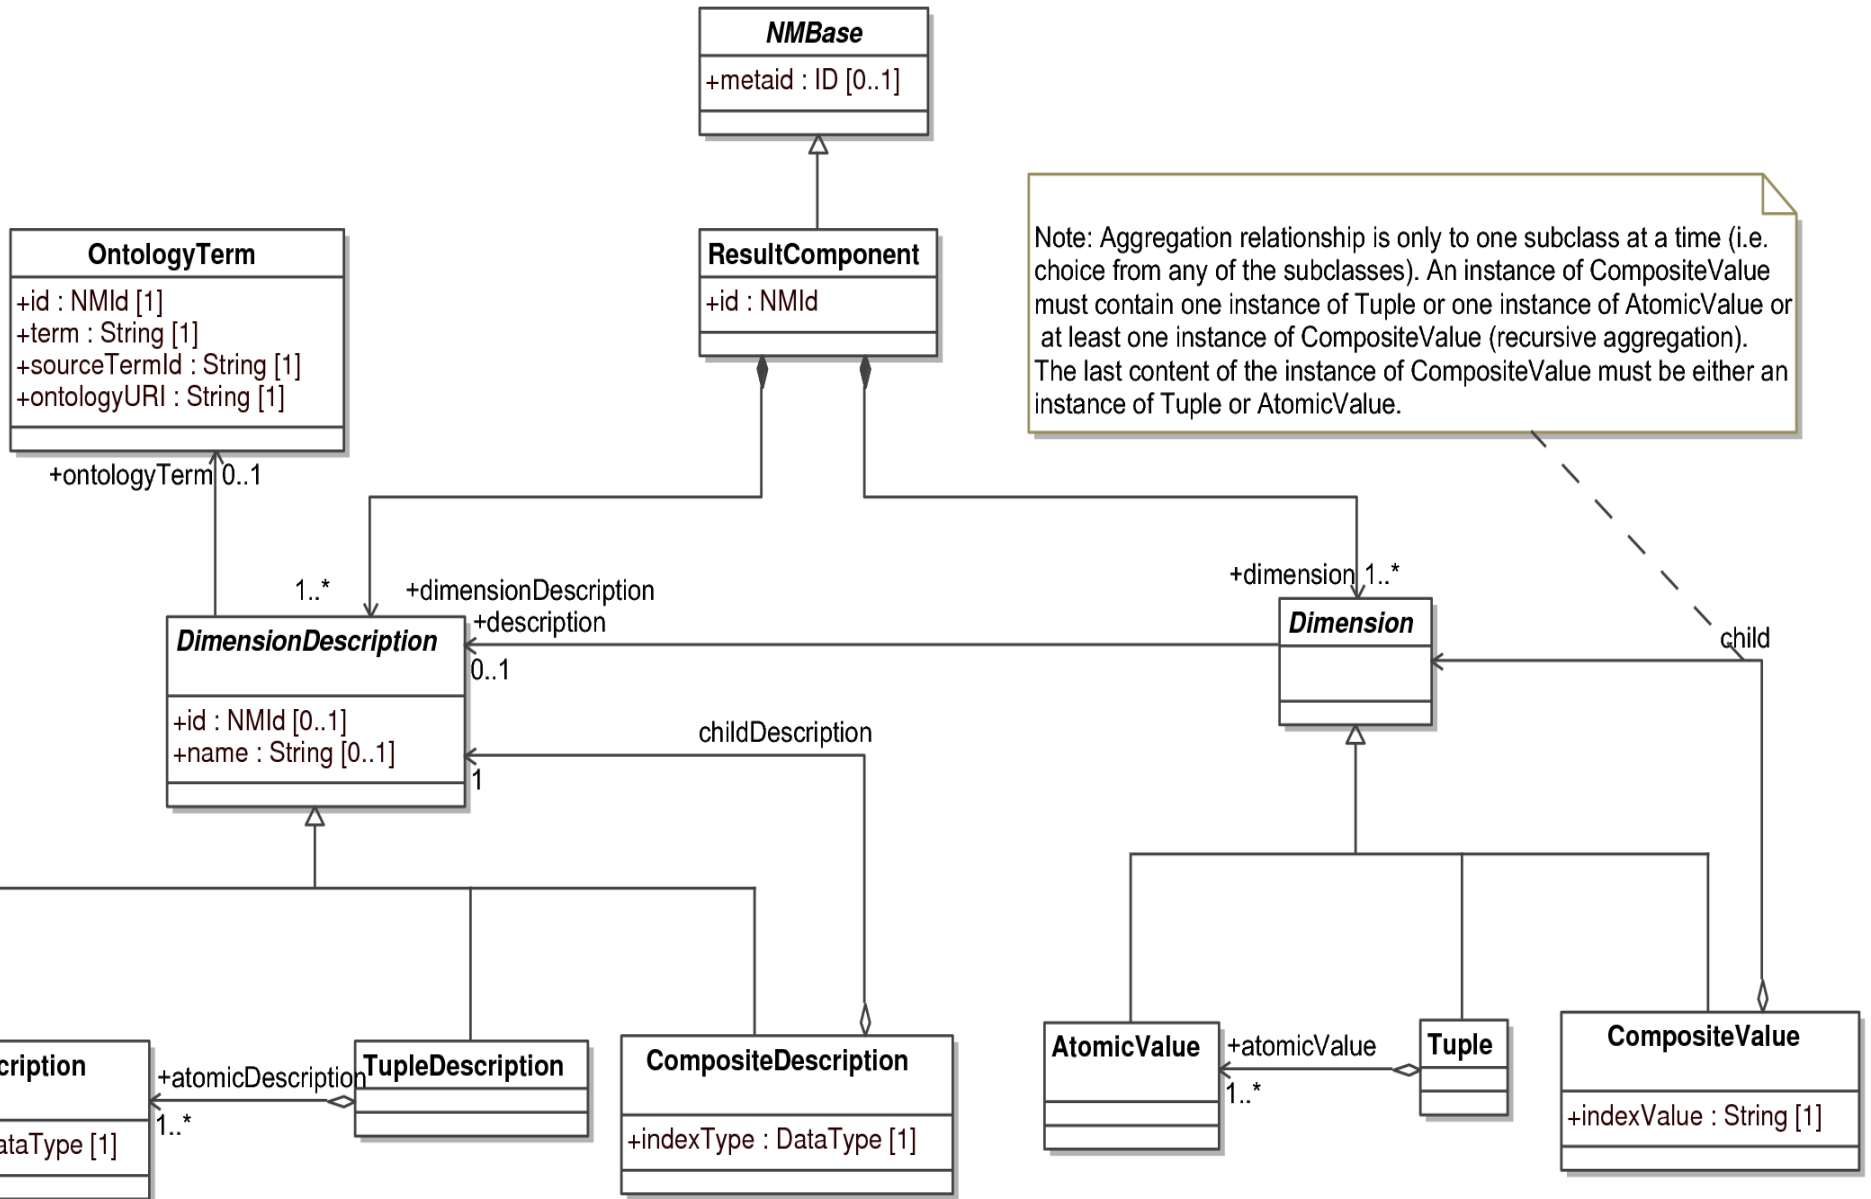 NMBase
+metaid : ID [0..1]
OntologyTerm
+id : NMId [1]
+term : String [1]
+sourceTermId : String [1]
+ontologyURI : String [1]
ResultComponent
+id : NMId
Note: Aggregation relationship is only to one subclass at a time (i.e.
choice from any of the subclasses). An instance of CompositeValue
must contain one instance of Tuple or one instance of AtomicValue or
at least one instance of CompositeValue (recursive aggregation).
The last content of the instance of CompositeValue must be either an
instance of Tuple or AtomicValue.
+ontologyTerm 0..1
1..*
+dimensionDescription
+description
0..1
+dimension 1..*
DimensionDescription
+id : NMId [0..1]
+name : String [0..1]
Dimension
child
childDescription
1
cription
ataType [1]
+atomicDescription
1..*
TupleDescription
CompositeDescription
+indexType : DataType [1]
AtomicValue
+atomicValue
1..*
Tuple
CompositeValue
+indexValue : String [1]